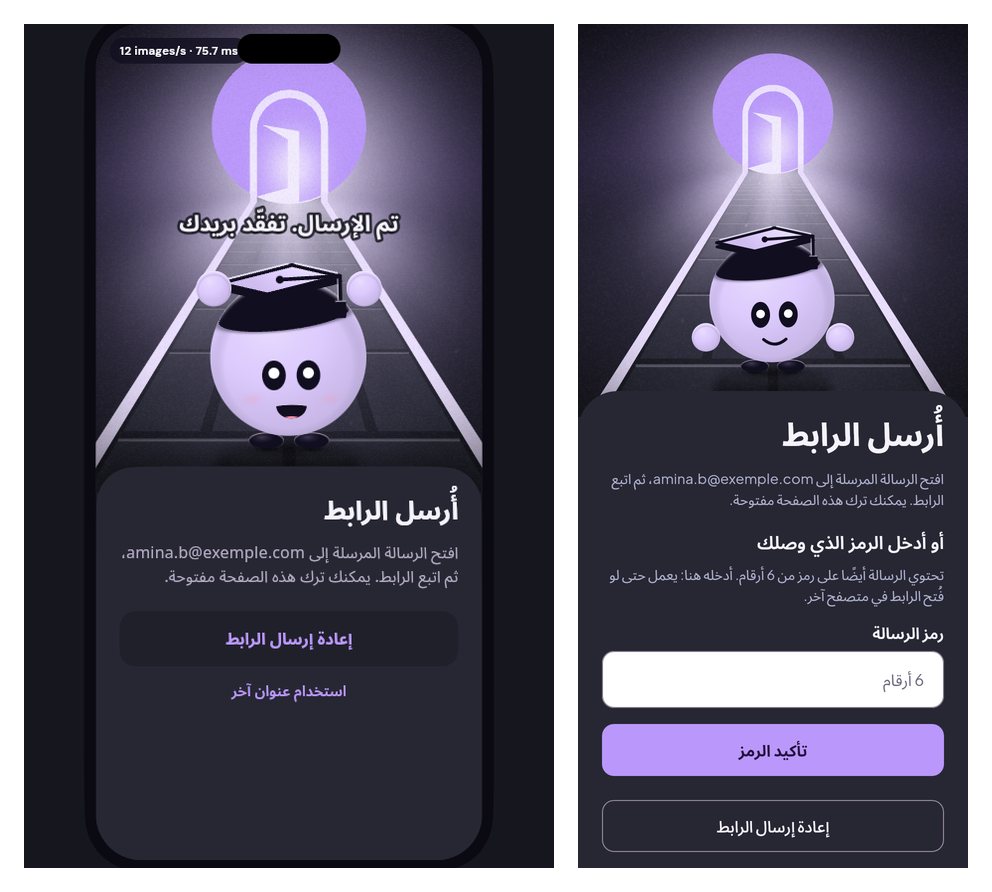 12 images/s · 75.7 ms
تم الإرسال. تفقّد بريدك
أُرسل الرابط
افتح الرسالة المرسلة إلى amina.b@exemple.com،
ثم اتبع الرابط. يمكنك ترك هذه الصفحة مفتوحة.
إعادة إرسال الرابط
استخدام عنوان آخر
أُرسل الرابط
افتح الرسالة المرسلة إلى amina.b@exemple.com، ثم اتبع
الرابط. يمكنك ترك هذه الصفحة مفتوحة.
أو أدخل الرمز الذي وصلك
تحتوي الرسالة أيضًا على رمز من 6 أرقام. أدخله هنا: يعمل حتى لو
فُتح الرابط في متصفح آخر.
رمز الرسالة
6 أرقام
تأكيد الرمز
إعادة إرسال الرابط